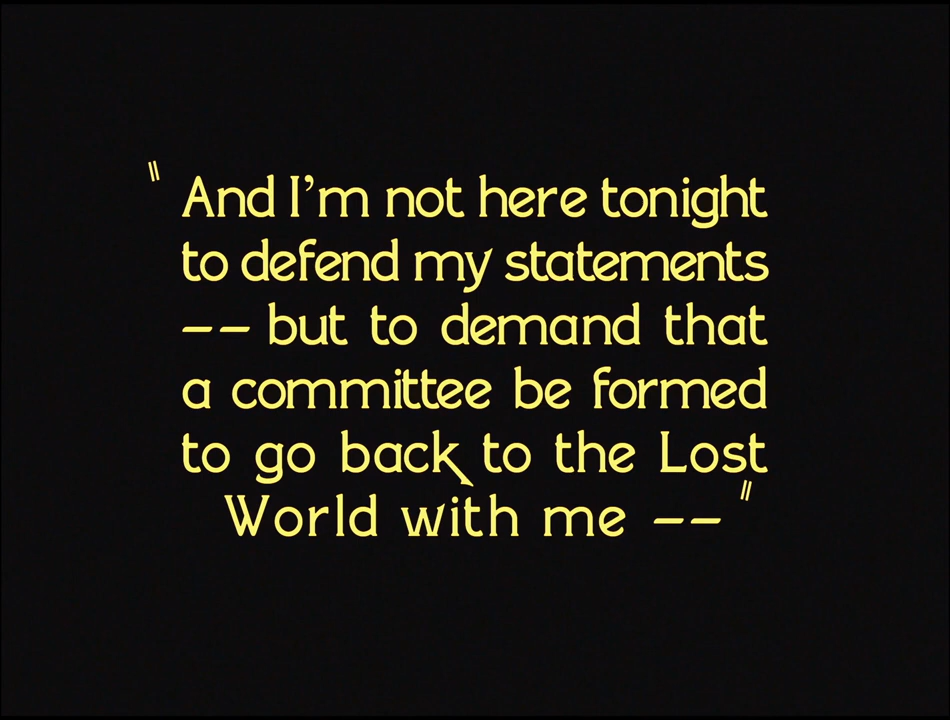 "And I'm not here tonight
to defend my statements
-- but to demand that
a committee be formed
to go back to the Lost
World with me --"